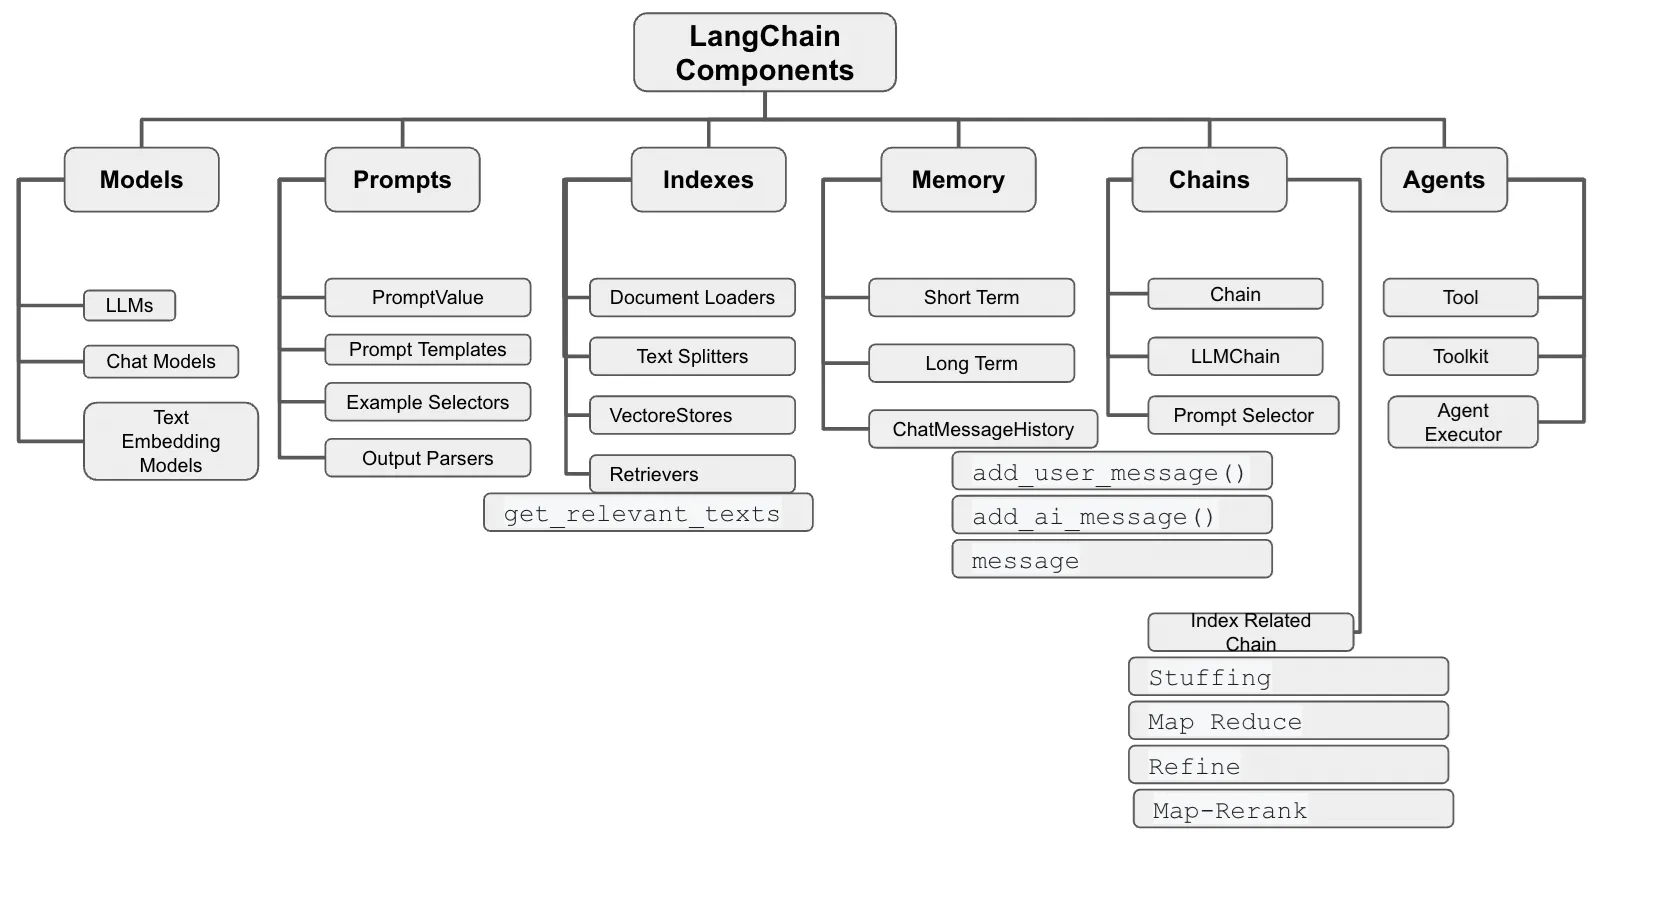 LangChain
Components
Models
Prompts
Indexes
Memory
Chains
Agents
LLMs
Chat Models
Text
Embedding
Models
PromptValue
Prompt Templates
Example Selectors
Output Parsers
Document Loaders
Text Splitters
VectoreStores
Retrievers
get_relevant_texts
Short Term
Long Term
ChatMessageHistory
add_user_message()
add_ai_message()
message
Chain
LLMChain
Prompt Selector
Index Related
Chain
Stuffing
Map Reduce
Refine
Map-Rerank
Tool
Toolkit
Agent
Executor